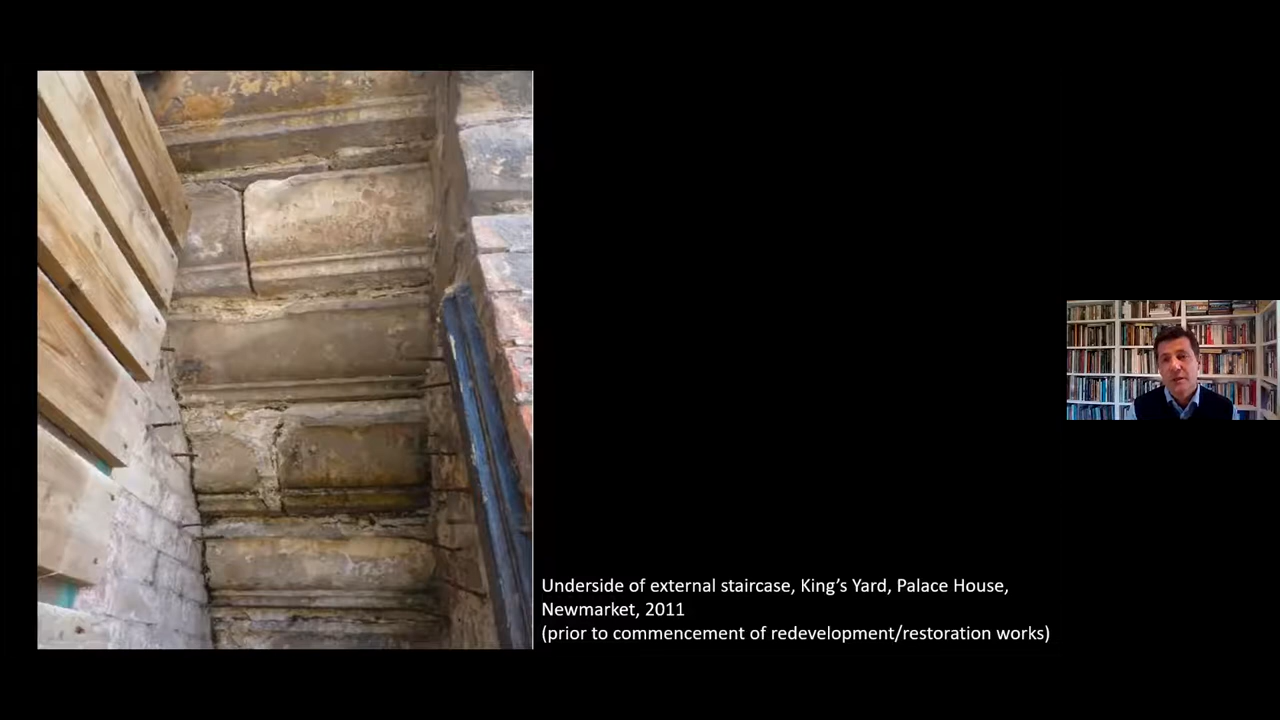 Underside of external staircase, King’s Yard, Palace House,
Newmarket, 2011
(prior to commencement of redevelopment/restoration works)